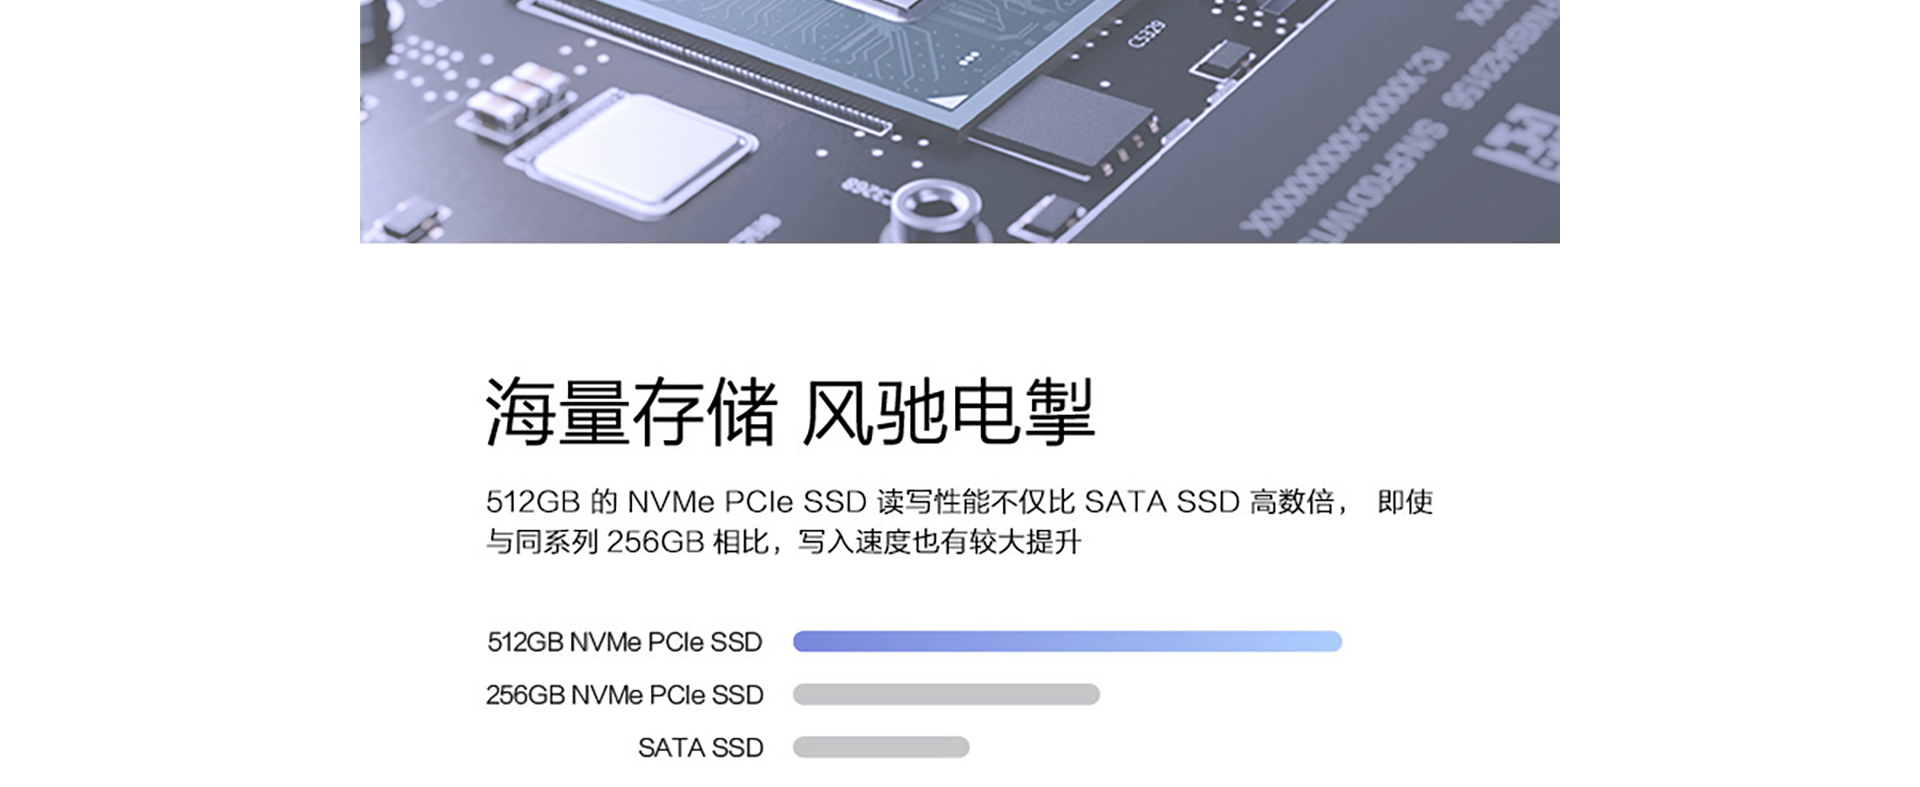 C5329
海量存储 风驰电掣
512GB 的 NVMe PCIe SSD 读写性能不仅比 SATA SSD 高数倍， 即使
与同系列 256GB 相比，写入速度也有较大提升
512GB NVMe PCIe SSD
256GB NVMe PCIe SSD
SATA SSD